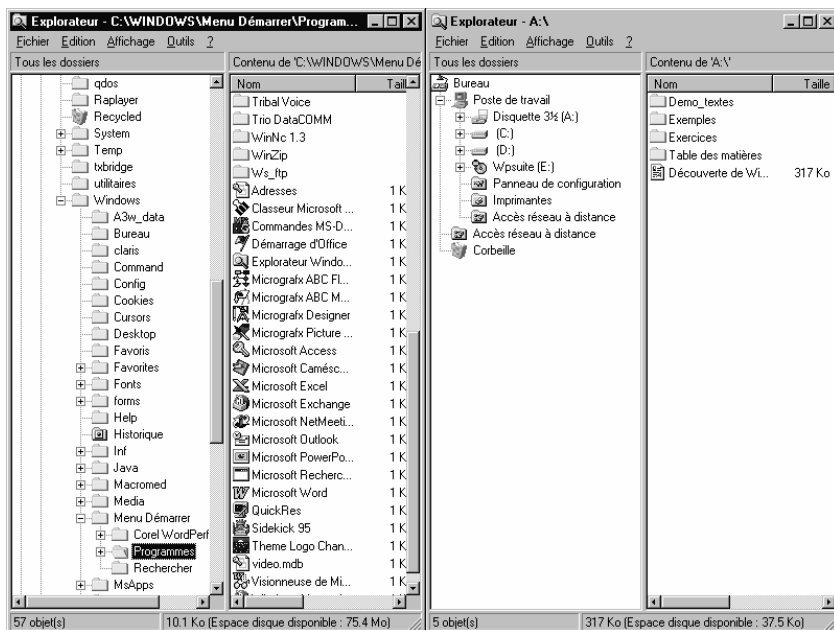 Explorateur - C:\WINDOWS\Menu Démarrer\Program...
Fichier Edition Affichage Outils ?
Tous les dossiers
Contenu de 'C:\WINDOWS\Menu Dé
qdos
Raplayer
Recycled
System
Temp
txbridge
utilitaires
Windows
A3w_data
Bureau
claris
Command
Config
Cookies
Cursors
Desktop
Favoris
Favorites
Fonts
forms
Help
Historique
Inf
Java
Macromed
Media
Menu Démarrer
Corel WordPerf
Programmes
Rechercher
MsApps
Nom Taill
Tribal Voice
Trio DataCOMM
WinNc 1.3
WinZip
Ws_ftp
Adresses 1 K
Classeur Microsoft ... 1 K
Commandes MS-D... 1 K
Démarrage d'Office 1 K
Explorateur Windo... 1 K
Micrografx ABC Fl... 1 K
Micrografx ABC M... 1 K
Micrografx Designer 1 K
Micrografx Picture ... 1 K
Microsoft Access 1 K
Microsoft Camésc... 1 K
Microsoft Excel 1 K
Microsoft Exchange 1 K
Microsoft NetMeeti... 1 K
Microsoft Outlook 1 K
Microsoft PowerPo... 1 K
Microsoft Recherc... 1 K
Microsoft Word 1 K
QuickRes 1 K
Sidekick 95 1 K
Theme Logo Chan... 1 K
video.mdb 1 K
Visionneuse de Mi... 1 K
57 objet(s)
10.1 Ko (Espace disque disponible : 75.4 Mo)
Explorateur - A:\
Fichier Edition Affichage Outils ?
Tous les dossiers
Contenu de 'A:\'
Bureau
Poste de travail
Disquette 3½ (A:)
(C:)
(D:)
Wpsuite (E:)
Panneau de configuration
Imprimantes
Accès réseau à distance
Accès réseau à distance
Corbeille
Nom Taille
Demo_textes
Exemples
Exercices
Table des matières
Découverte de Wi... 317 Ko
5 objet(s)
317 Ko (Espace disque disponible : 37.5 Ko)